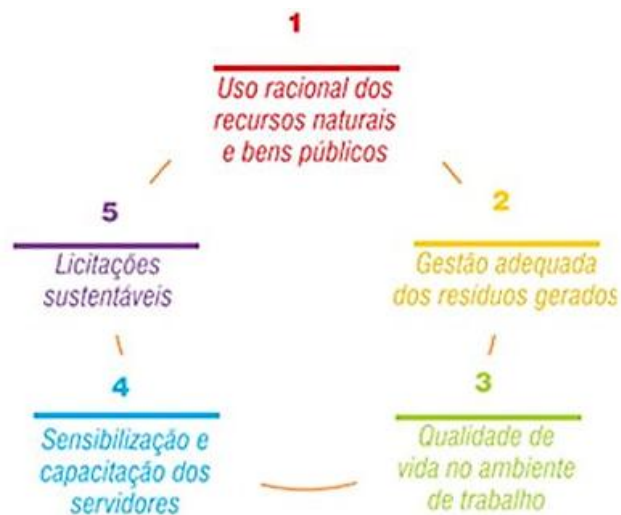 1
Uso racional dos
recursos naturais
e bens públicos
2
Gestão adequada
dos resíduos gerados
3
Qualidade de
vida no ambiente
de trabalho
4
Sensibilização e
capacitação dos
servidores
5
Licitações
sustentáveis